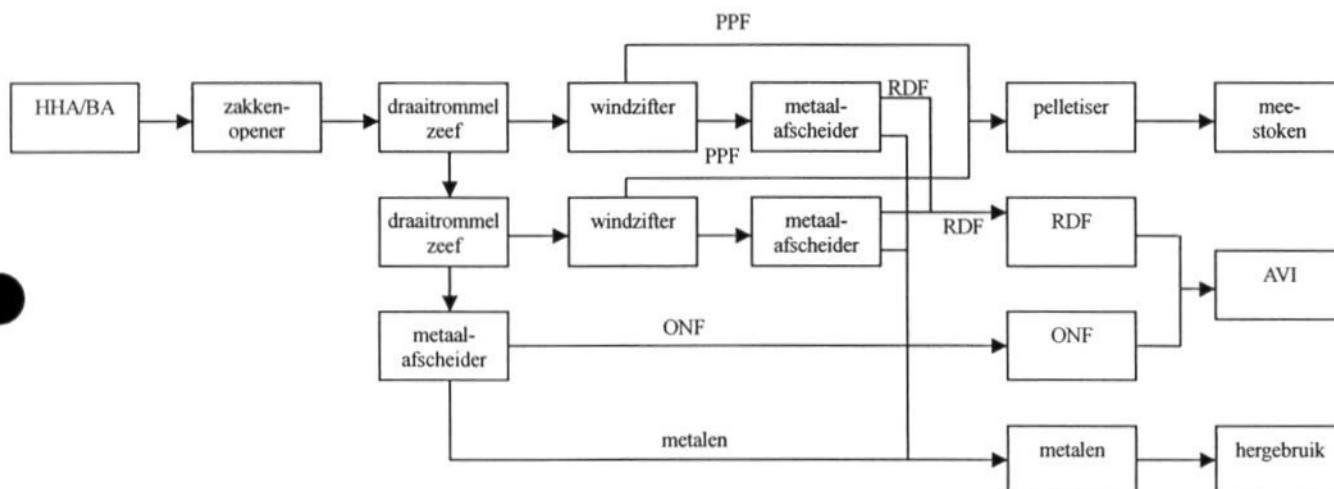 PPF
HHA/BA
zakken-
opener
draaitrommel
zeef
windzifter
metaal-
afscheider
RDF
pelletiser
mee-
stoken
PPF
draaitrommel
zeef
windzifter
metaal-
afscheider
RDF
RDF
AVI
metaal-
afscheider
ONF
ONF
metalen
metalen
hergebruik